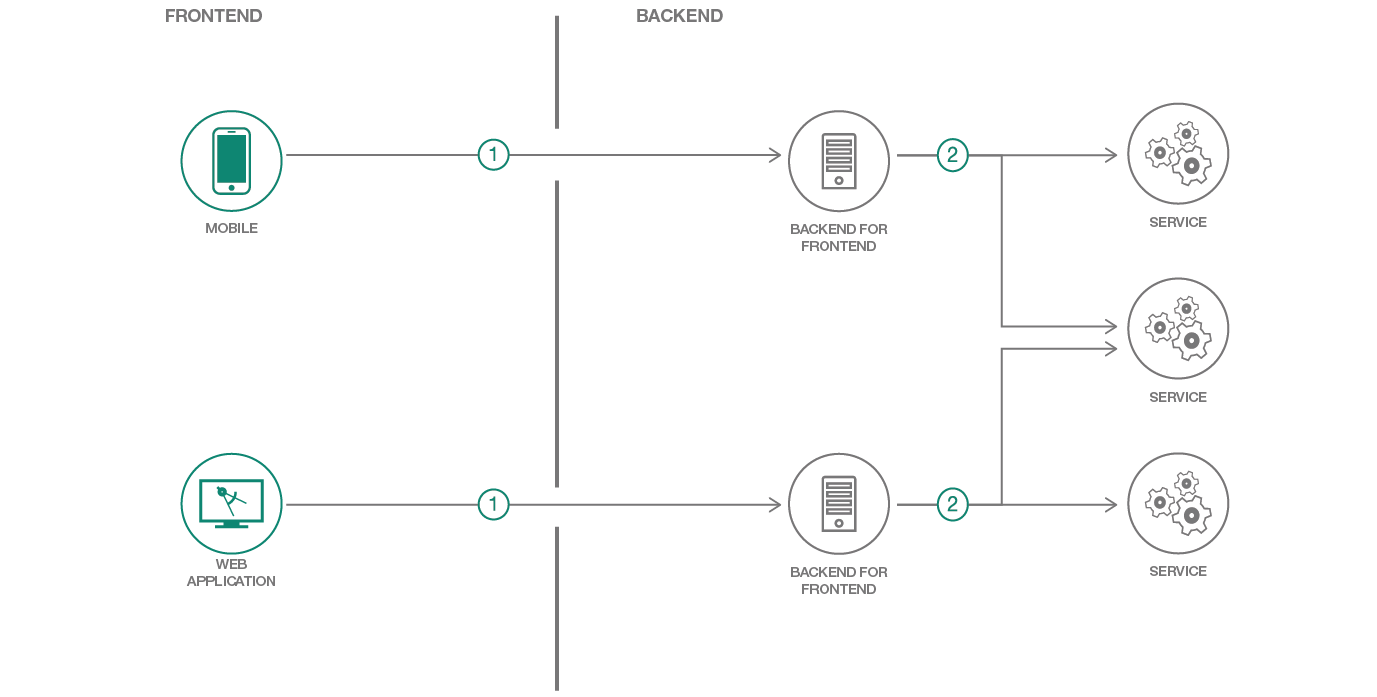 FRONTEND
BACKEND
1
2
MOBILE
BACKEND FOR
FRONTEND
SERVICE
SERVICE
1
2
WEB
APPLICATION
BACKEND FOR
FRONTEND
SERVICE